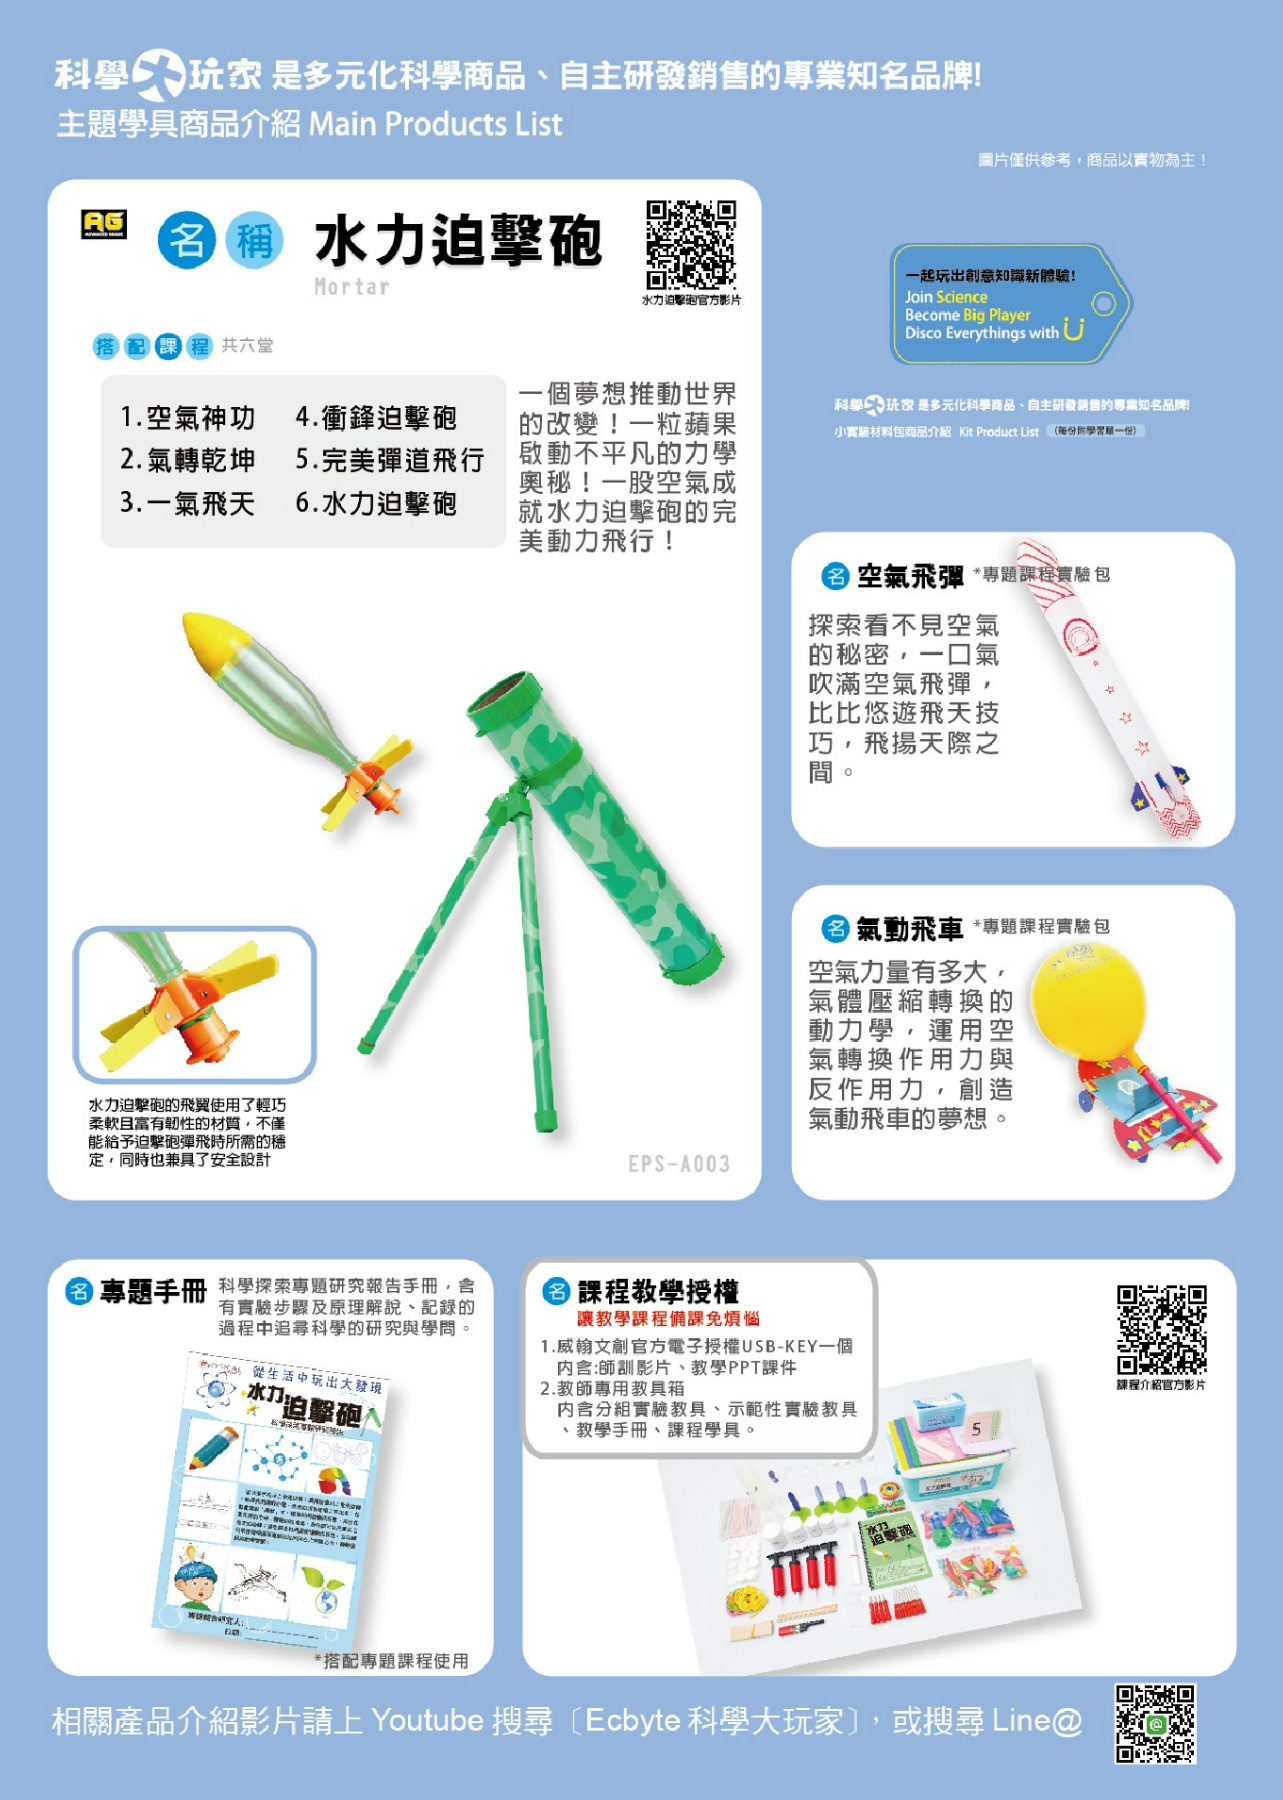 科學大玩家 是多元化科學商品、自主研發銷售的專業知名品牌!
主題學具商品介紹 Main Products List
圖片僅供參考，商品以實物為主！
AG
名稱 水力迫擊砲
Mortar
水力迫擊砲官方影片
搭配課程 共六堂
1.空氣神功
2.氣轉乾坤
3.一氣飛天
4.衝鋒迫擊砲
5.完美彈道飛行
6.水力迫擊砲
一個夢想推動世界
的改變！一粒蘋果
啟動不平凡的力學
奧秘！一股空氣成
就水力迫擊砲的完
美動力飛行！
水力迫擊砲的飛翼使用了輕巧
柔軟且富有韌性的材質，不僅
能給予迫擊砲彈飛時所需的穩
定，同時也兼具了安全設計
EPS-A003
一起玩出創意知識新體驗!
Join Science
Become Big Player
Disco Everythings with Ü
科學大玩家 是多元化科學商品、自主研發銷售的專業知名品牌!
小實驗材料包商品介紹 Kit Product List (每份附學習單一份)
名 空氣飛彈 *專題課程實驗包
探索看不見空氣
的秘密，一口氣
吹滿空氣飛彈，
比比悠遊飛天技
巧，飛揚天際之
間。
名 氣動飛車 *專題課程實驗包
空氣力量有多大，
氣體壓縮轉換的
動力學，運用空
氣轉換作用力與
反作用力，創造
氣動飛車的夢想。
名 專題手冊
科學探索專題研究報告手冊，含
有實驗步驟及原理解說、記錄的
過程中追尋科學的研究與學問。
從生活中玩出大發現
水力迫擊砲
*搭配專題課程使用
名 課程教學授權
讓教學課程備課免煩惱
1.威翰文創官方電子授權USB-KEY一個
內含:師訓影片、教學PPT課件
2.教師專用教具箱
內含分組實驗教具、示範性實驗教具
、教學手冊、課程學具。
課程介紹官方影片
5
水力
迫擊砲
相關產品介紹影片請上 Youtube 搜尋〔Ecbyte 科學大玩家〕，或搜尋 Line@